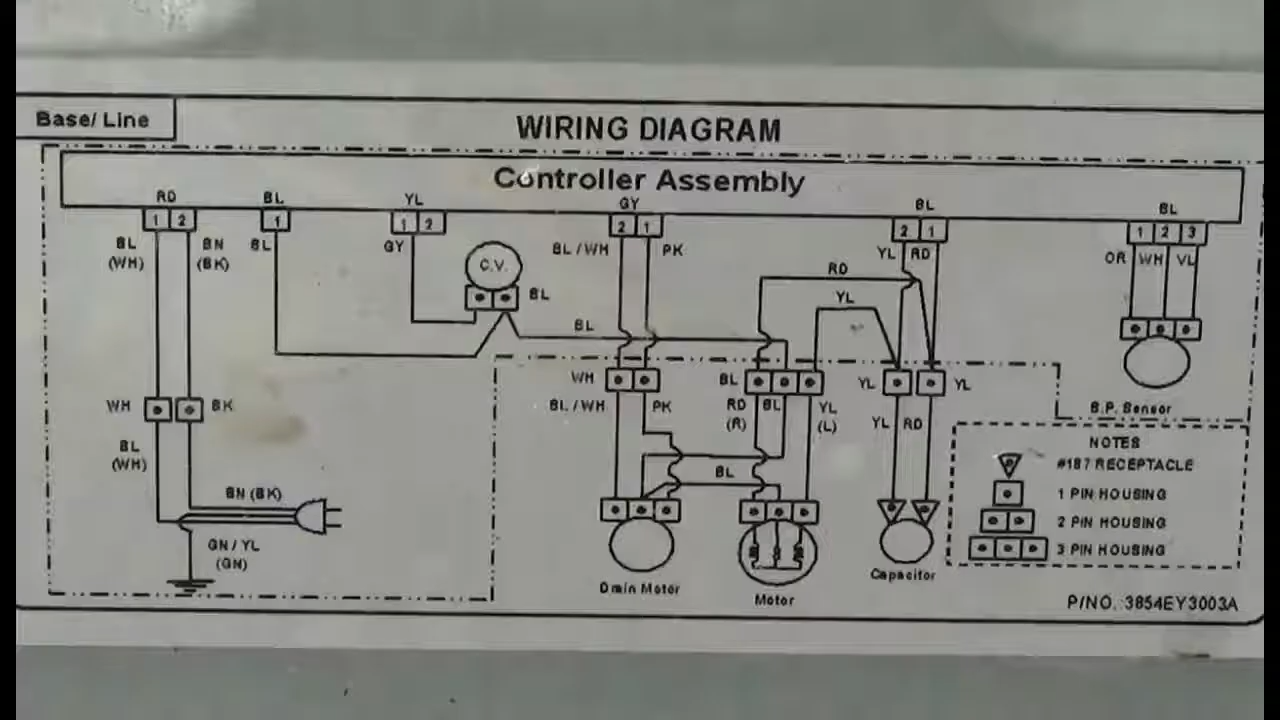 Base/ Line
WIRING DIAGRAM
Controller Assembly
RD BL YL GY BL BL
1 2 1 1 2 2 1 2 1 1 2 3
BL (WH) BN (BK) BL GY BL / WH PK YL RD OR WH VL
C.V.
BL
RD
YL
BL
WH BL YL YL
WH BK
BL / WH PK RD (R) BL YL (L) YL RD
BL (WH)
BL
BN (BK)
GN / YL (GN)
B.P. Sensor
NOTES
#187 RECEPTACLE
1 PIN HOUSING
2 PIN HOUSING
3 PIN HOUSING
Drain Motor
Motor
Capacitor
P/NO. 3854EY3003A